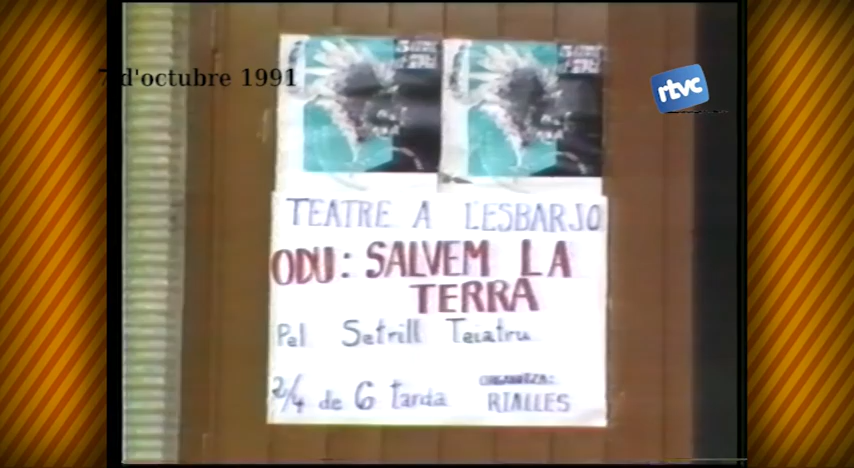 7 d'octubre 1991
rtvc
TEATRE A L'ESBARJO
ODU: SALVEM LA
TERRA
Pel Setrill Teiatru
2/4 de 6 tarda
ORGANITZA:
RIALLES